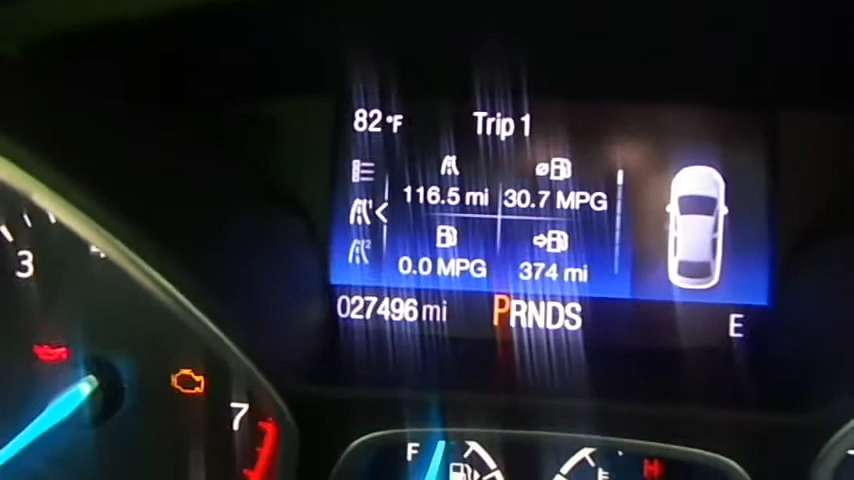 82°F Trip 1
116.5 mi 30.7 MPG
2
0.0 MPG 374 mi
027496 mi PRNDS
E
3
7
F E H